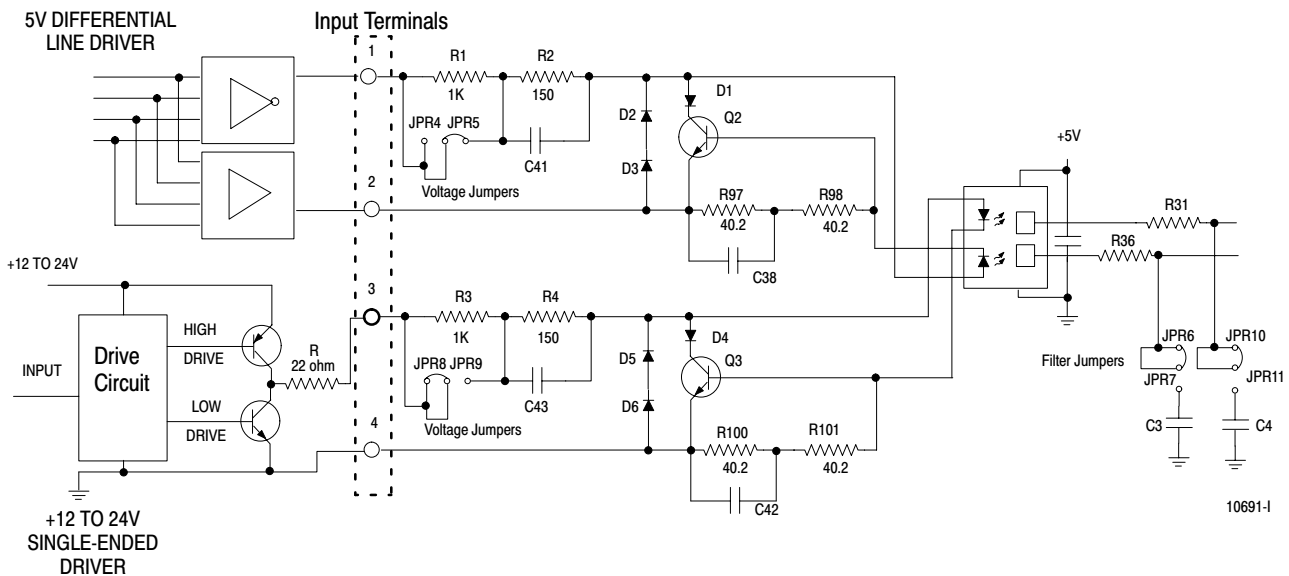 5V DIFFERENTIAL
LINE DRIVER
Input Terminals
1
R1
1K
R2
150
JPR4 JPR5
C41
Voltage Jumpers
D2
D3
D1
Q2
2
R97
40.2
R98
40.2
C38
+5V
R31
R36
+12 TO 24V
INPUT
Drive
Circuit
HIGH
DRIVE
LOW
DRIVE
R
22 ohm
3
R3
1K
R4
150
JPR8 JPR9
C43
Voltage Jumpers
D5
D6
D4
Q3
4
R100
40.2
R101
40.2
C42
Filter Jumpers
JPR6
JPR7
C3
JPR10
JPR11
C4
10691-I
+12 TO 24V
SINGLE-ENDED
DRIVER